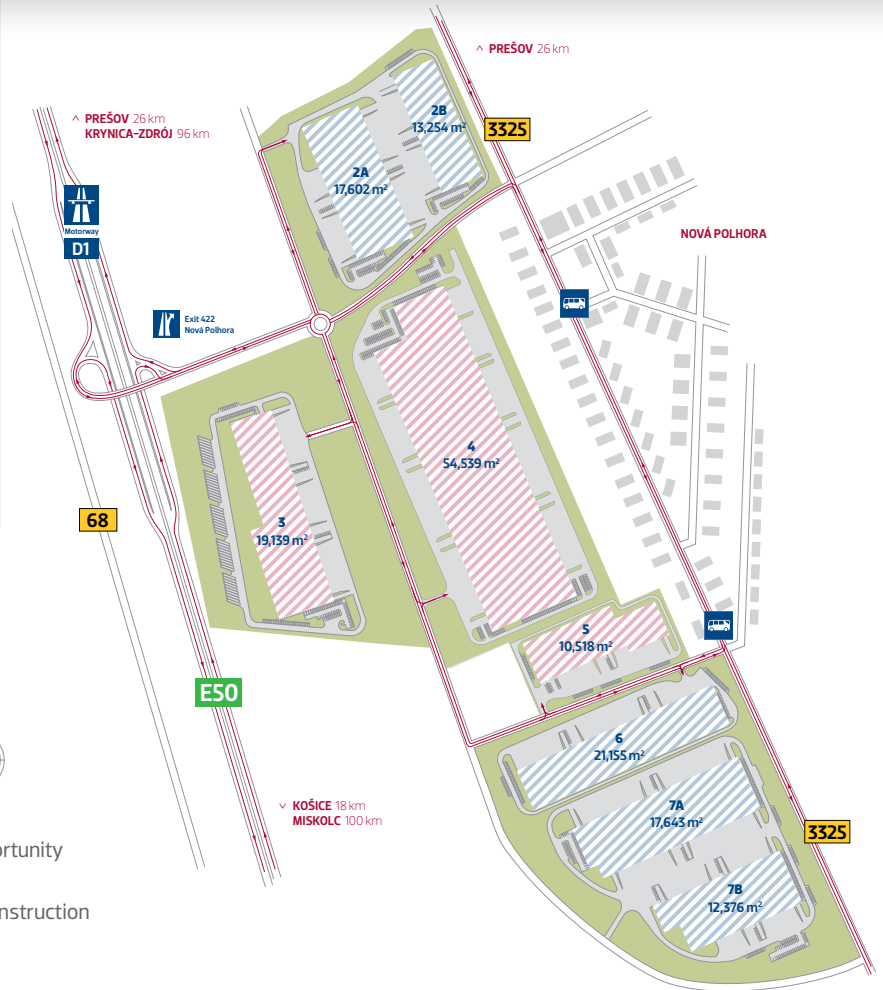 ^ PREŠOV 26 km
^ PREŠOV 26 km
KRYNICA-ZDRÓJ 96 km
2B
13,254 m²
3325
2A
17,602 m²
Motorway
D1
NOVÁ POLHORA
Exit 422
Nová Polhora
4
54,539 m²
3
19,139 m²
68
5
10,518 m²
E50
6
21,155 m²
7A
17,643 m²
˅ KOŠICE 18 km
MISKOLC 100 km
3325
7B
12,376 m²
ortunity
nstruction